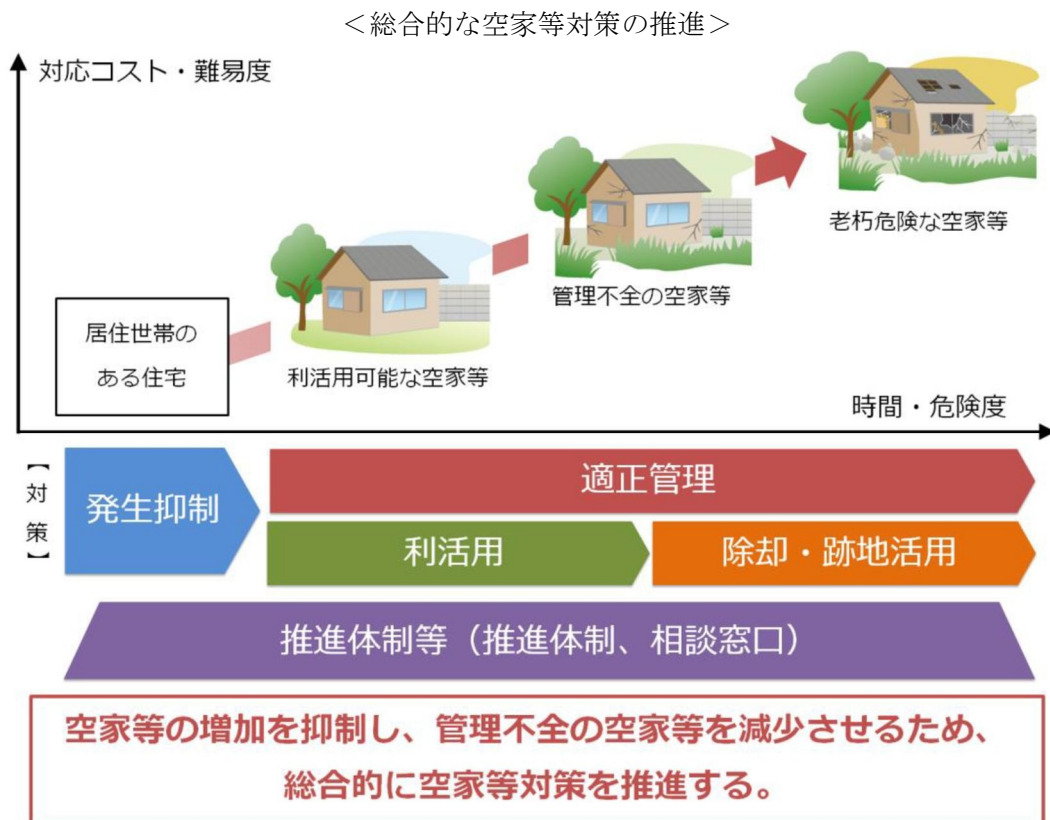 ＜総合的な空家等対策の推進＞
対応コスト・難易度
老朽危険な空家等
管理不全の空家等
利活用可能な空家等
居住世帯の
ある住宅
時間・危険度
【対策】
発生抑制
適正管理
利活用
除却・跡地活用
推進体制等（推進体制、相談窓口）
空家等の増加を抑制し、管理不全の空家等を減少させるため、
総合的に空家等対策を推進する。